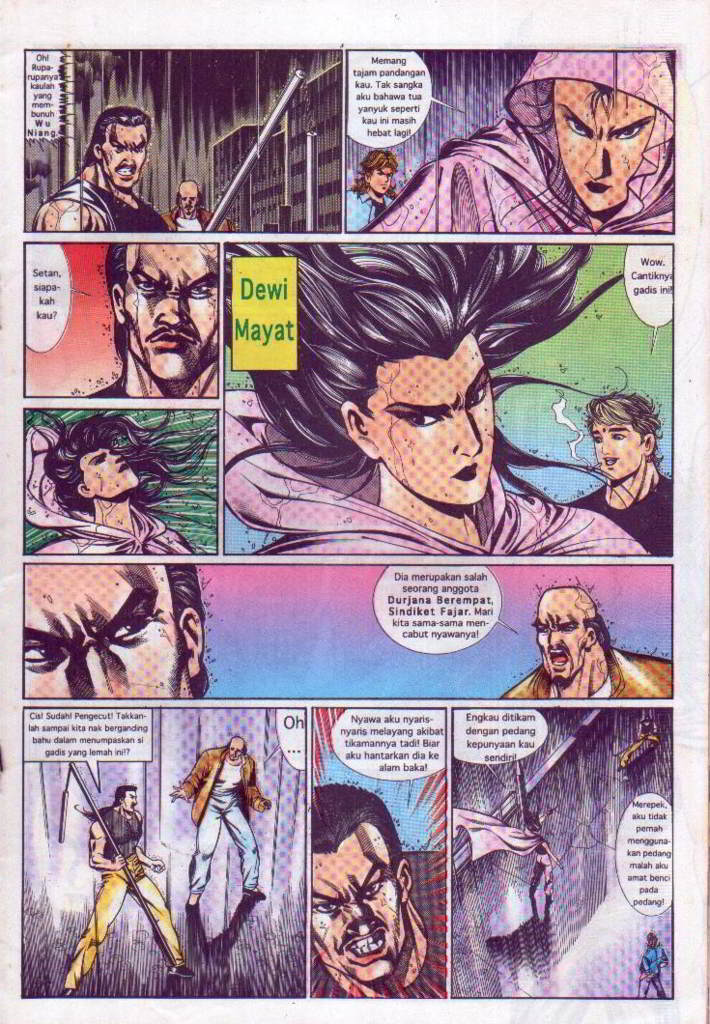 Oh!
Rupa-
rupanya
kaulah
yang
mem-
bunuh
Wu
Niang.
Memang
tajam pandangan
kau. Tak sangka
aku bahawa tua
yanyuk seperti
kau ini masih
hebat lagi!
Setan,
siapa-
kah
kau?
Dewi
Mayat
Wow.
Cantiknya
gadis ini!
Dia merupakan salah
seorang anggota
Durjana Berempat,
Sindiket Fajar. Mari
kita sama-sama men-
cabut nyawanya!
Cis! Sudah! Pengecut! Takkan-
lah sampai kita nak berganding
bahu dalam menumpaskan si
gadis yang lemah ini!?
Oh
...
Nyawa aku nyaris-
nyaris melayang akibat
tikamannya tadi! Biar
aku hantarkan dia ke
alam baka!
Engkau ditikam
dengan pedang
kepunyaan kau
sendiri!
Merepek,
aku tidak
pernah
mengguna-
kan pedang
malah aku
amat benci
pada
pedang!